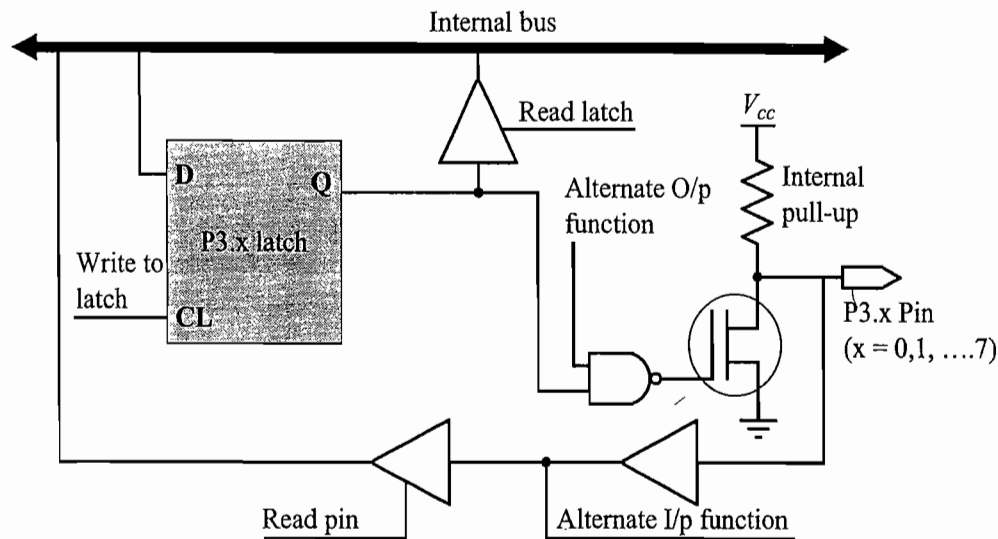 Internal bus
Read latch
V_cc
D
Q
Alternate O/p
function
Internal
pull-up
P3.x latch
Write to
latch
CL
P3.x Pin
(x = 0,1, ....7)
Read pin
Alternate I/p function